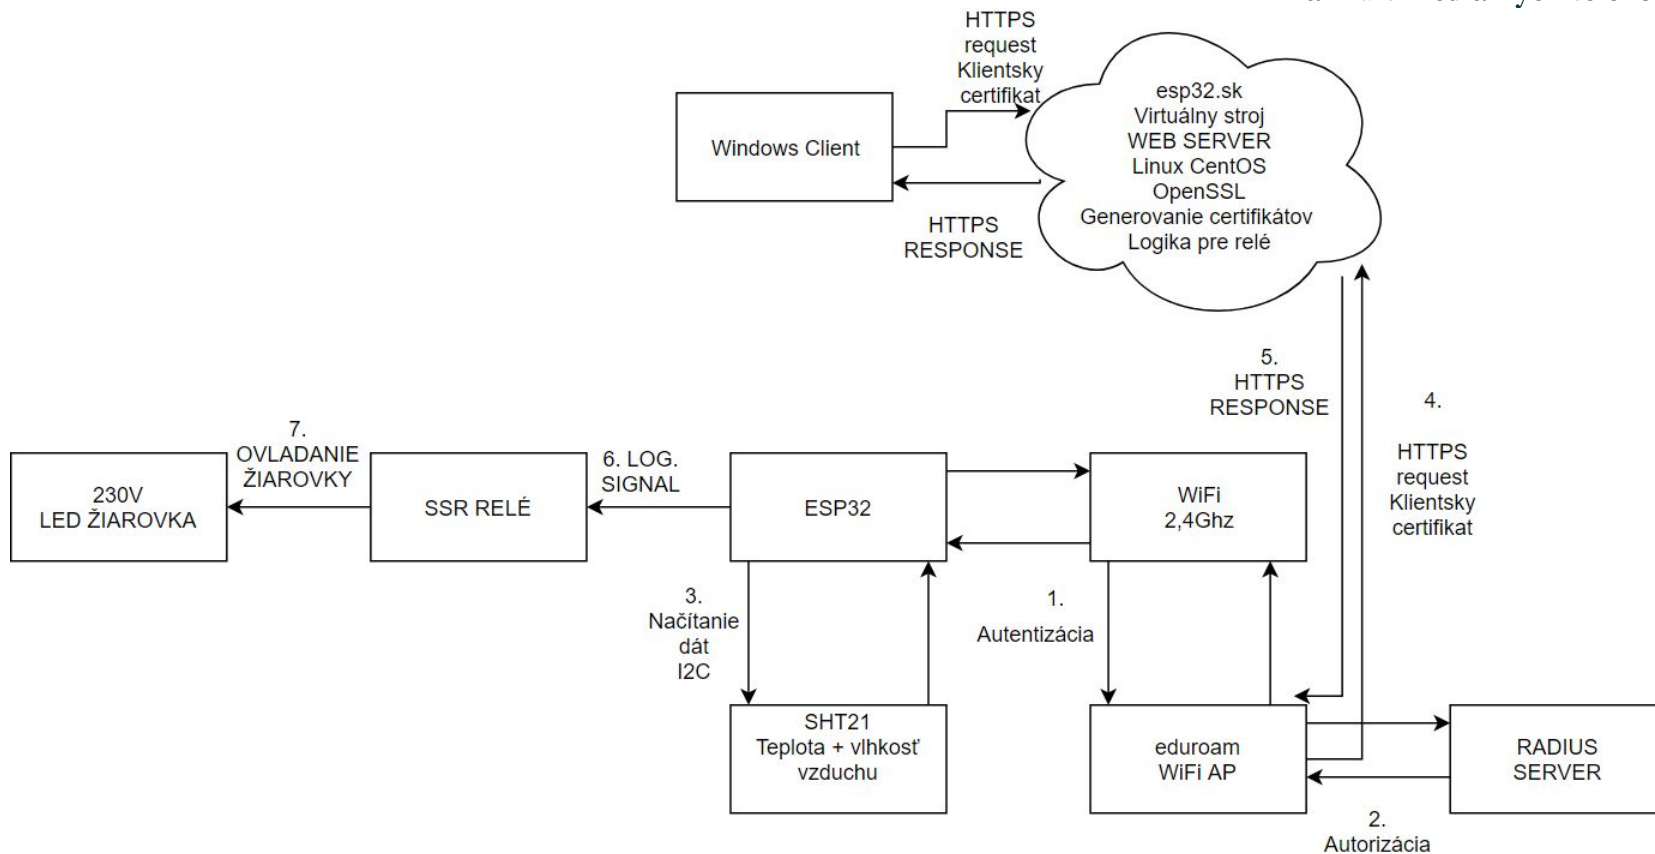 HTTPS
request
Klientsky
certifikat
Windows Client
HTTPS
RESPONSE
esp32.sk
Virtuálny stroj
WEB SERVER
Linux CentOS
OpenSSL
Generovanie certifikátov
Logika pre relé
5.
HTTPS
RESPONSE
4.
HTTPS
request
Klientsky
certifikat
230V
LED ŽIAROVKA
7.
OVLADANIE
ŽIAROVKY
SSR RELÉ
6. LOG.
SIGNAL
ESP32
WiFi
2,4Ghz
3.
Načítanie
dát
I2C
1.
Autentizácia
SHT21
Teplota + vlhkosť
vzduchu
eduroam
WiFi AP
RADIUS
SERVER
2.
Autorizácia